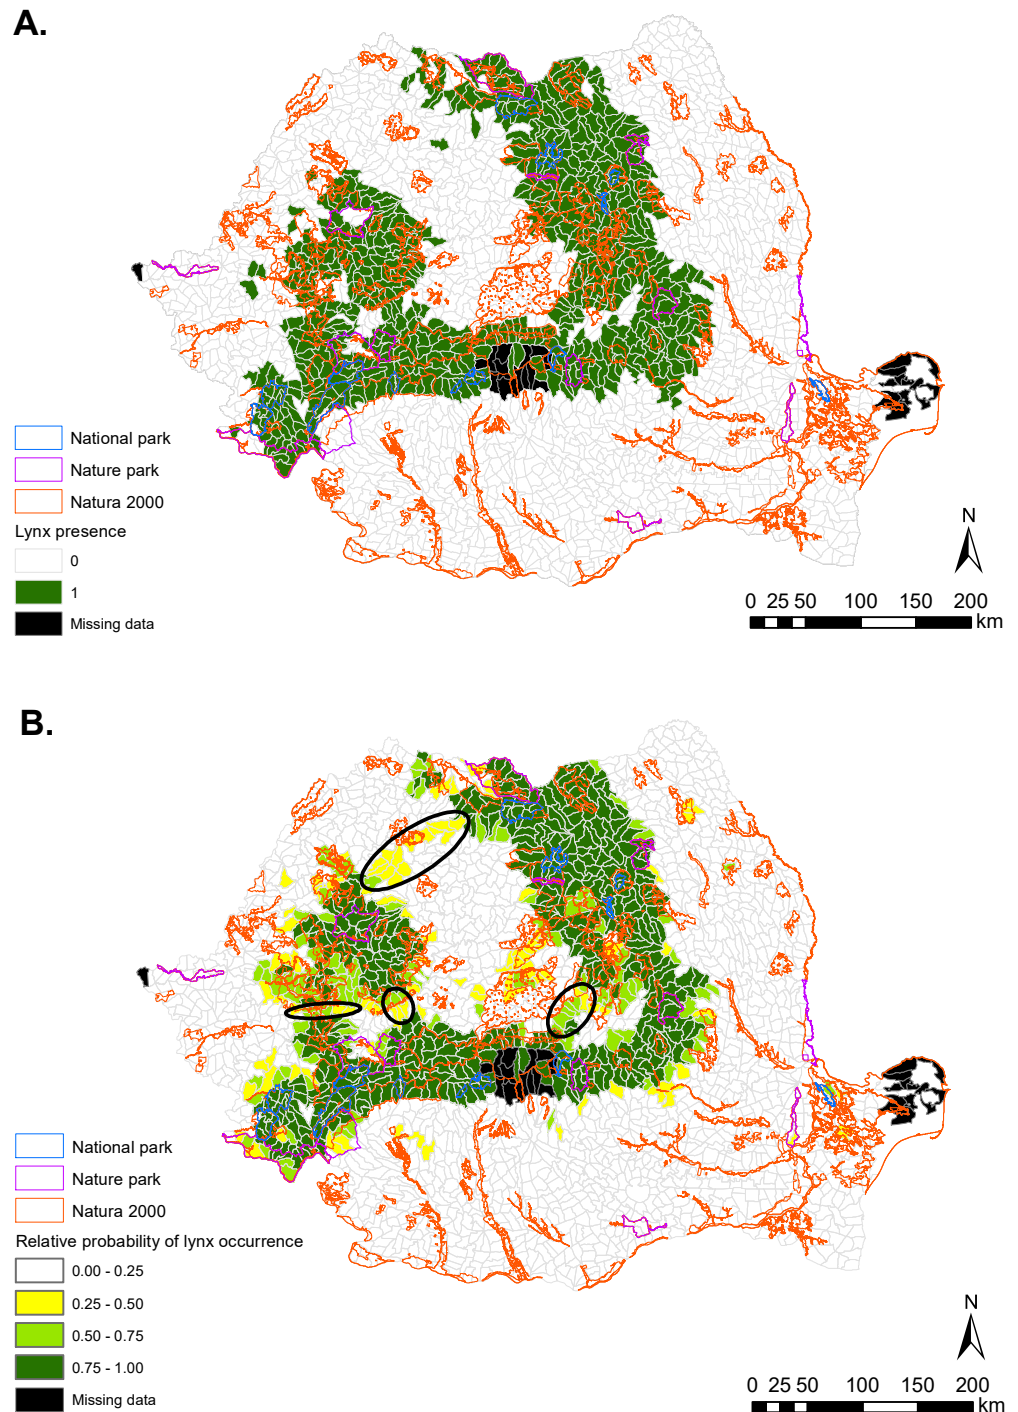 A.
National park
Nature park
Natura 2000
Lynx presence
0
1
Missing data
N
0 25 50 100 150 200
km
B.
National park
Nature park
Natura 2000
Relative probability of lynx occurrence
0.00 - 0.25
0.25 - 0.50
0.50 - 0.75
0.75 - 1.00
Missing data
N
0 25 50 100 150 200
km